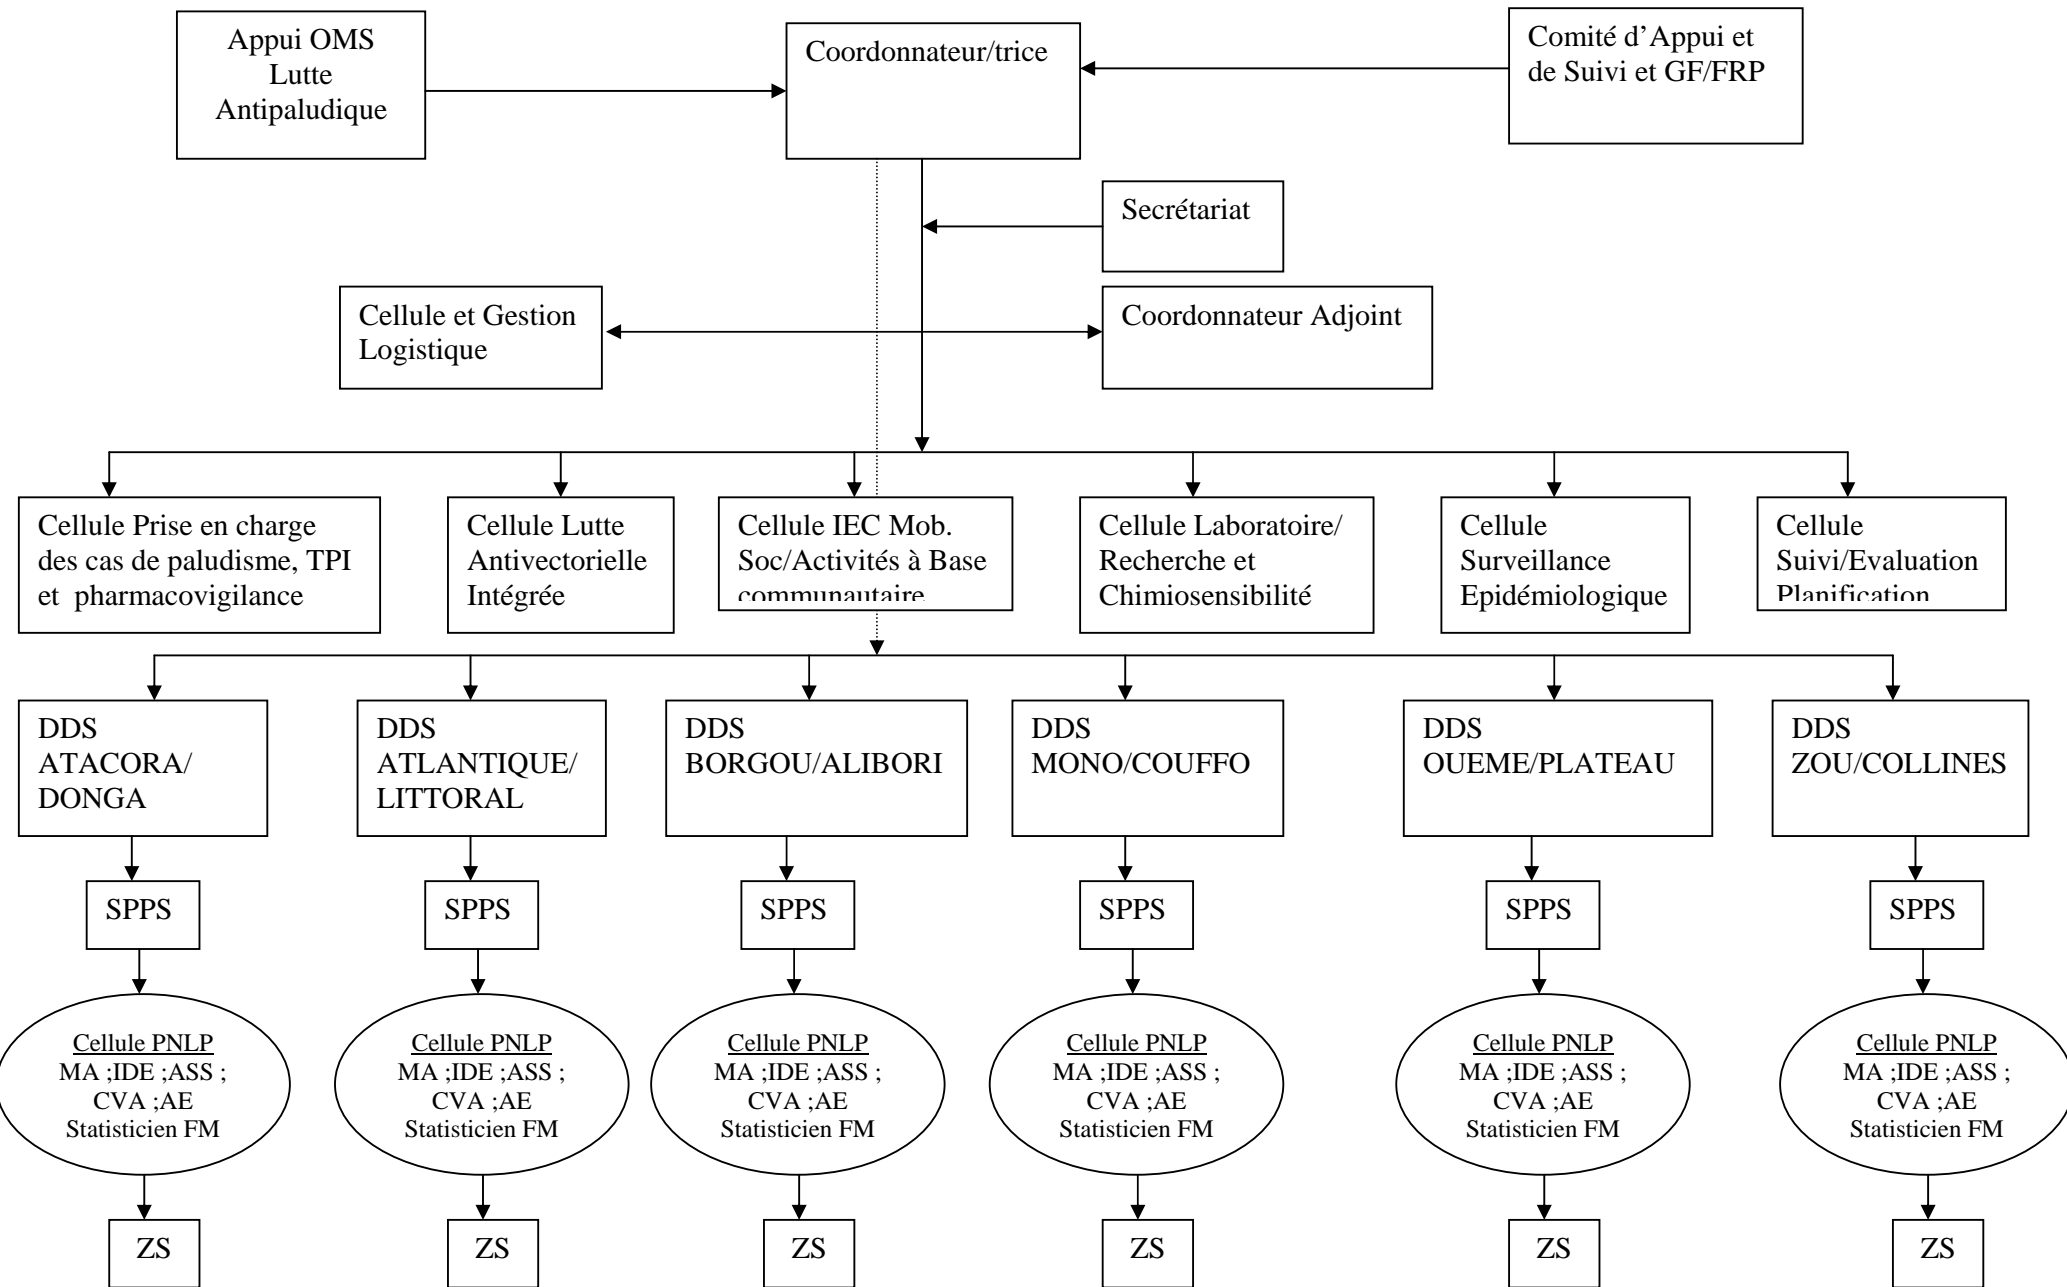 Appui OMS
Lutte
Antipaludique
Coordonnateur/trice
Comité d’Appui et
de Suivi et GF/FRP
Secrétariat
Cellule et Gestion
Logistique
Coordonnateur Adjoint
Cellule Prise en charge
des cas de paludisme, TPI
et pharmacovigilance
Cellule Lutte
Antivectorielle
Intégrée
Cellule IEC Mob.
Soc/Activités à Base
communautaire
Cellule Laboratoire/
Recherche et
Chimiosensibilité
Cellule
Surveillance
Epidémiologique
Cellule
Suivi/Evaluation
Planification
DDS
ATACORA/
DONGA
DDS
ATLANTIQUE/
LITTORAL
DDS
BORGOU/ALIBORI
DDS
MONO/COUFFO
DDS
OUEME/PLATEAU
DDS
ZOU/COLLINES
SPPS
SPPS
SPPS
SPPS
SPPS
SPPS
Cellule PNLP
MA ;IDE ;ASS ;
CVA ;AE
Statisticien FM
Cellule PNLP
MA ;IDE ;ASS ;
CVA ;AE
Statisticien FM
Cellule PNLP
MA ;IDE ;ASS ;
CVA ;AE
Statisticien FM
Cellule PNLP
MA ;IDE ;ASS ;
CVA ;AE
Statisticien FM
Cellule PNLP
MA ;IDE ;ASS ;
CVA ;AE
Statisticien FM
Cellule PNLP
MA ;IDE ;ASS ;
CVA ;AE
Statisticien FM
ZS
ZS
ZS
ZS
ZS
ZS